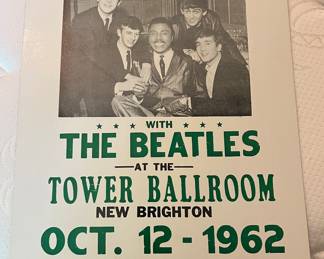 ★ ★ ★ WITH ★ ★ ★
THE BEATLES
—AT THE—
TOWER BALLROOM
NEW BRIGHTON
OCT. 12 - 1962